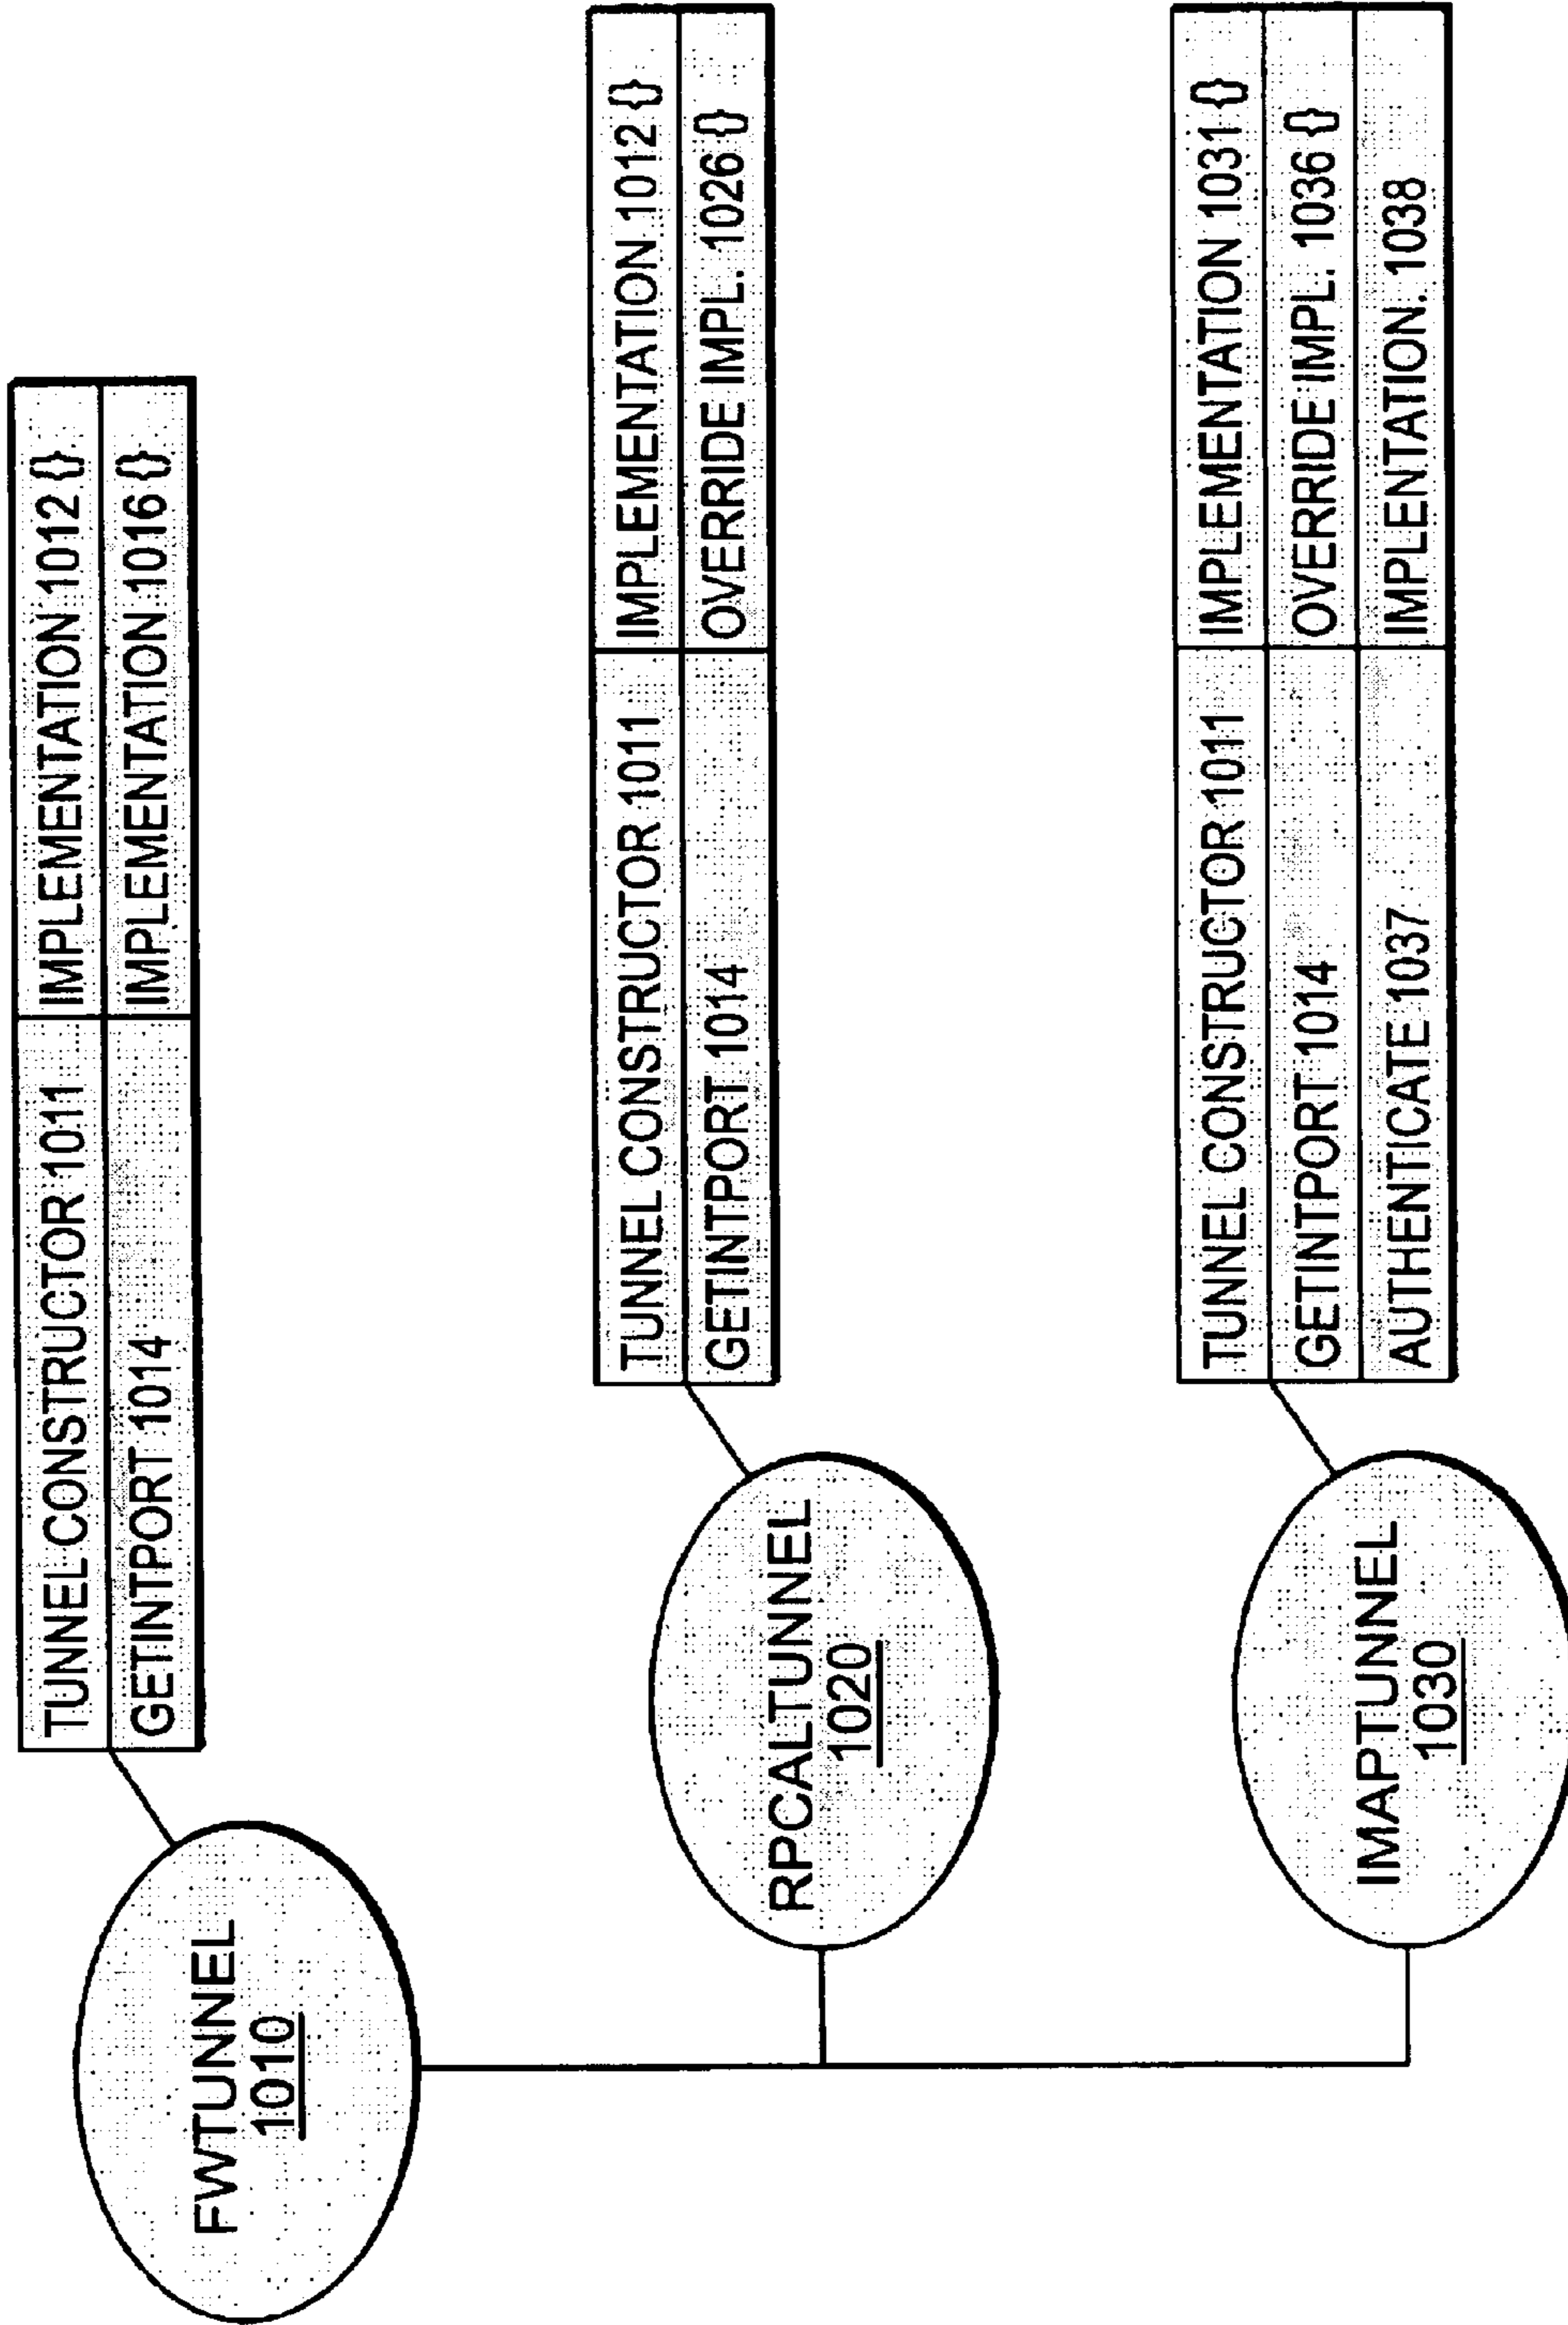 FWTUNNEL
1010
TUNNEL CONSTRUCTOR 1011 IMPLEMENTATION 1012 {}
GETINTPORT 1014 IMPLEMENTATION 1016 {}
RPCALTUNNEL
1020
TUNNEL CONSTRUCTOR 1011 IMPLEMENTATION 1012 {}
GETINTPORT 1014 OVERRIDE IMPL. 1026 {}
IMAPTUNNEL
1030
TUNNEL CONSTRUCTOR 1011 IMPLEMENTATION 1031 {}
GETINTPORT 1014 OVERRIDE IMPL. 1036 {}
AUTHENTICATE 1037 IMPLENTATION. 1038